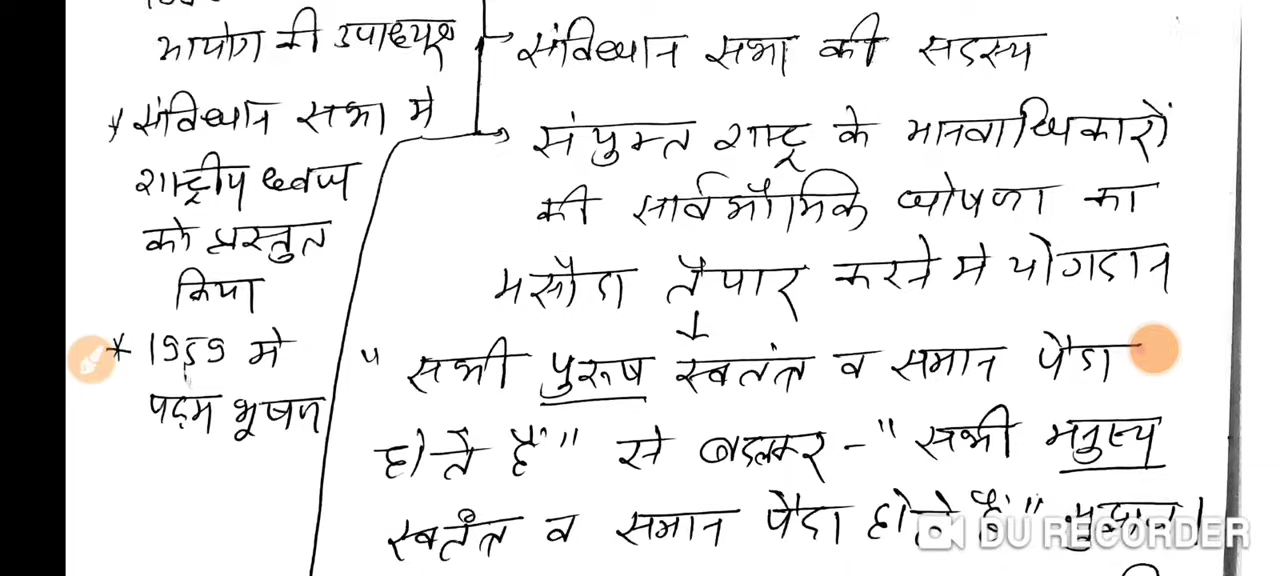 आयोग की उपाध्यक्ष
* संविधान सभा मे
राष्ट्रीय ध्वज
को प्रस्तुत
किया
* 1959 मे
पद्म भूषण
संविधान सभा की सदस्य
संयुक्त राष्ट्र के मानवाधिकारों
की सार्वभौमिक घोषणा का
मसौदा तैयार करने मे योगदान
"सभी पुरुष स्वतंत्र व समान पैदा
होते हैं" से बदलकर - "सभी मनुष्य
स्वतंत्र व समान पैदा होते हैं" सुझाव।
DU RECORDER